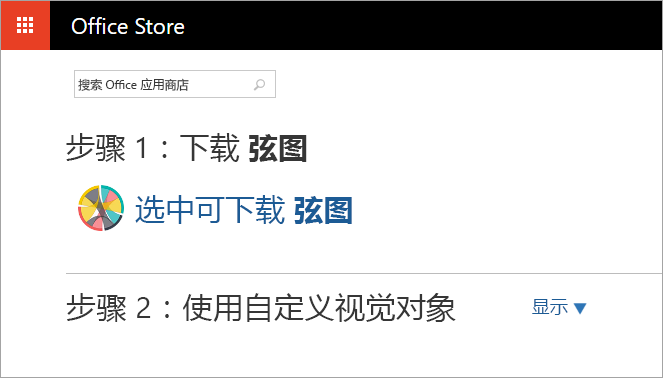 Office Store
搜索 Office 应用商店
步骤 1：下载 弦图
选中可下载 弦图
步骤 2：使用自定义视觉对象
显示